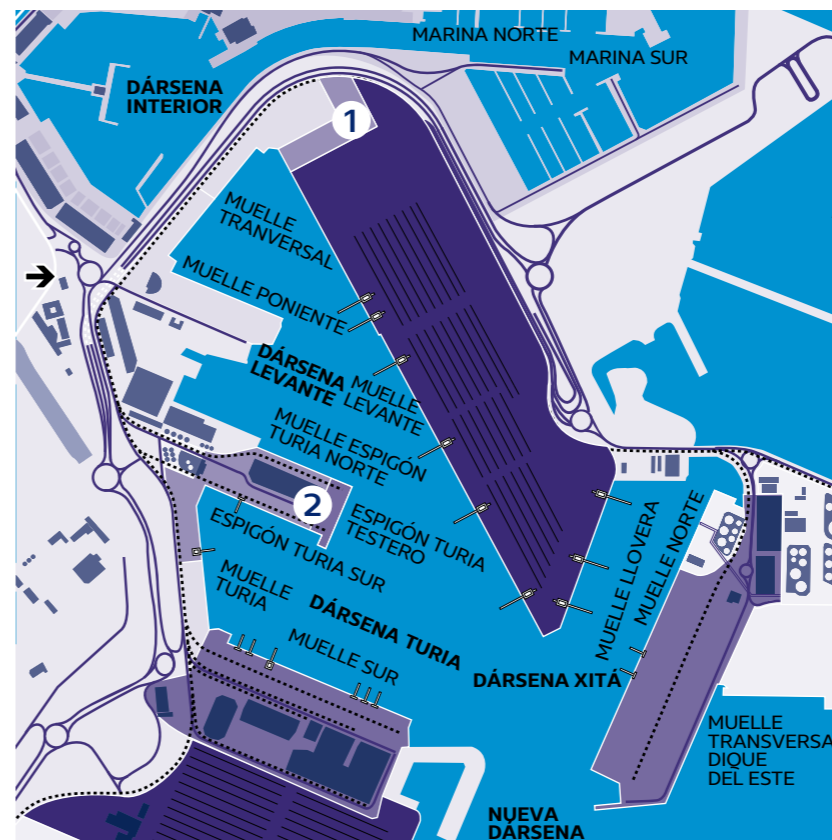 MARINA NORTE
MARINA SUR
DÁRSENA
INTERIOR
1
MUELLE
TRANVERSAL
MUELLE PONIENTE
DÁRSENA
LEVANTE
MUELLE
LEVANTE
MUELLE ESPIGÓN
TURIA NORTE
2
ESPIGÓN TURIA
TESTERO
ESPIGÓN TURIA SUR
MUELLE
TURIA
DÁRSENA TURIA
MUELLE SUR
MUELLE LLOVERA
MUELLE NORTE
DÁRSENA XITÁ
MUELLE
TRANSVERSA
DIQUE
DEL ESTE
NUEVA
DÁRSENA